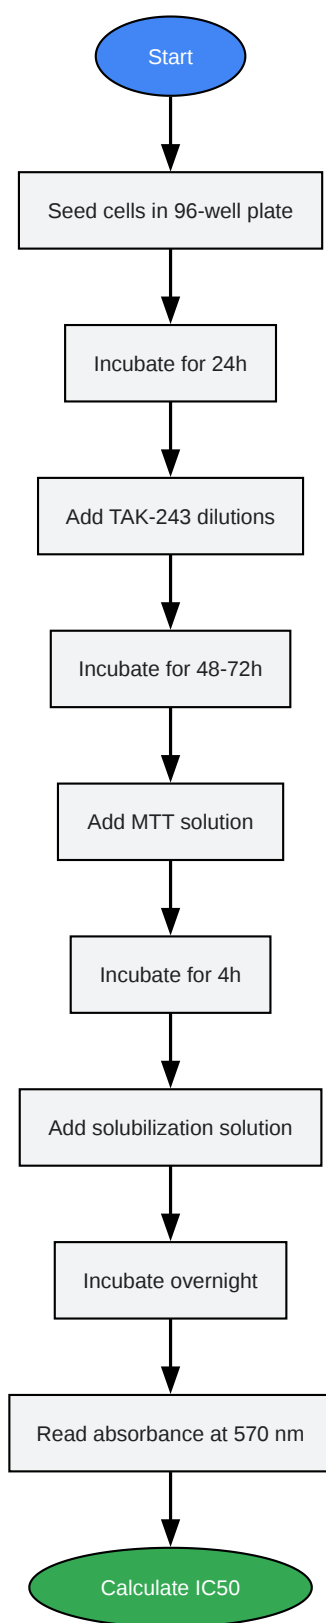 Start
Seed cells in 96-well plate
Incubate for 24h
Add TAK-243 dilutions
Incubate for 48-72h
Add MTT solution
Incubate for 4h
Add solubilization solution
Incubate overnight
Read absorbance at 570 nm
Calculate IC50